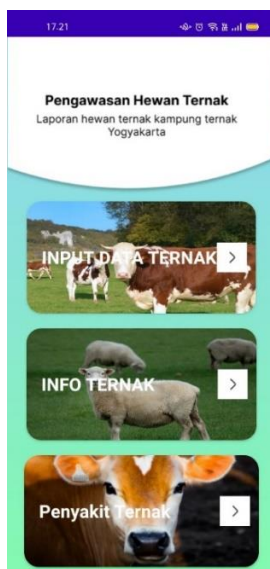 17.21
Pengawasan Hewan Ternak
Laporan hewan ternak kampung ternak
Yogyakarta
INPUT DATA TERNAK
INFO TERNAK
Penyakit Ternak